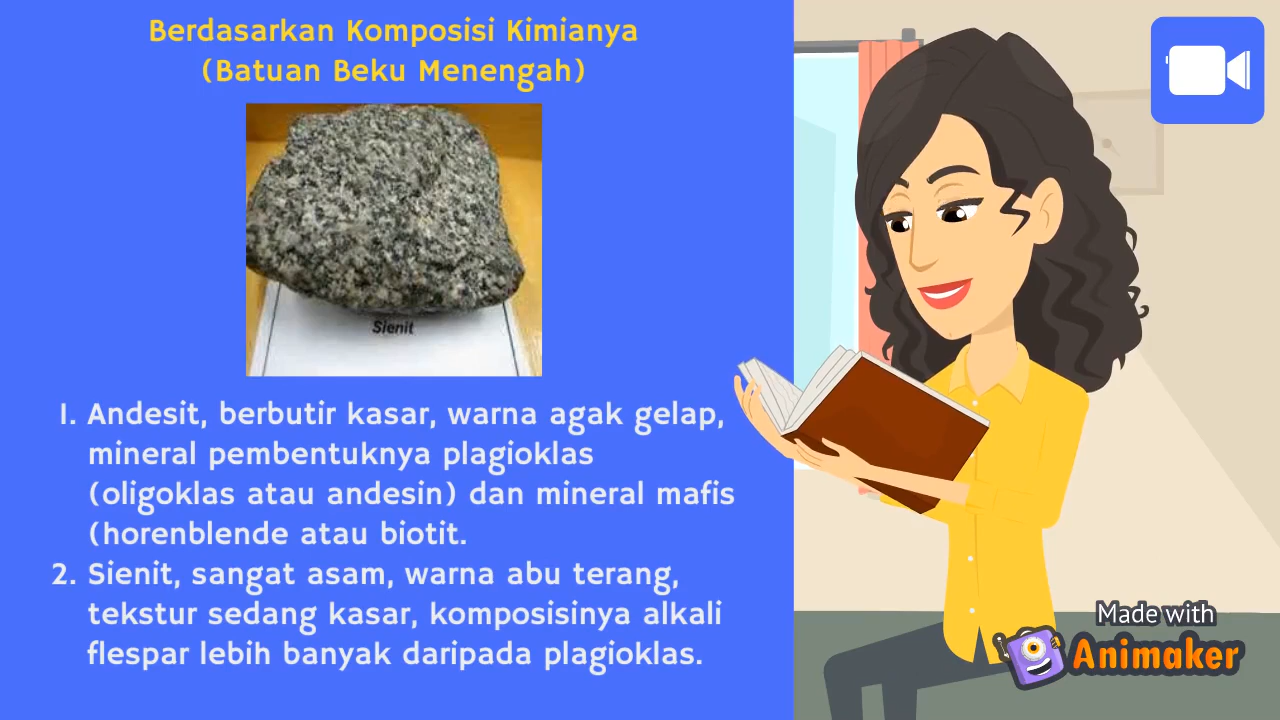 Berdasarkan Komposisi Kimianya
(Batuan Beku Menengah)
Sienit
1. Andesit, berbutir kasar, warna agak gelap,
mineral pembentuknya plagioklas
(oligoklas atau andesin) dan mineral mafis
(horenblende atau biotit.
2. Sienit, sangat asam, warna abu terang,
tekstur sedang kasar, komposisinya alkali
flespar lebih banyak daripada plagioklas.
Made with
Animaker